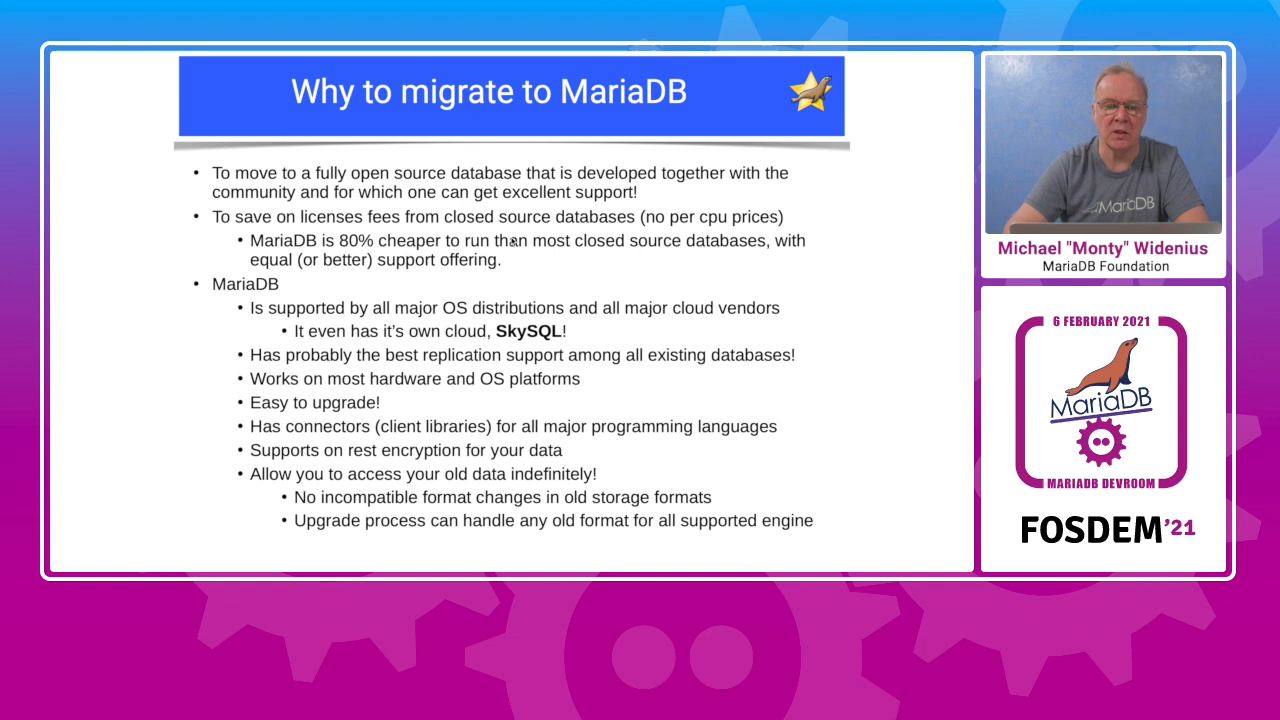 Why to migrate to MariaDB
• To move to a fully open source database that is developed together with the
community and for which one can get excellent support!
• To save on licenses fees from closed source databases (no per cpu prices)
• MariaDB is 80% cheaper to run than most closed source databases, with
equal (or better) support offering.
• MariaDB
• Is supported by all major OS distributions and all major cloud vendors
• It even has it's own cloud, SkySQL!
• Has probably the best replication support among all existing databases!
• Works on most hardware and OS platforms
• Easy to upgrade!
• Has connectors (client libraries) for all major programming languages
• Supports on rest encryption for your data
• Allow you to access your old data indefinitely!
• No incompatible format changes in old storage formats
• Upgrade process can handle any old format for all supported engine
MariaDB
Michael "Monty" Widenius
MariaDB Foundation
6 FEBRUARY 2021
MariaDB
MARIADB DEVROOM
FOSDEM'21